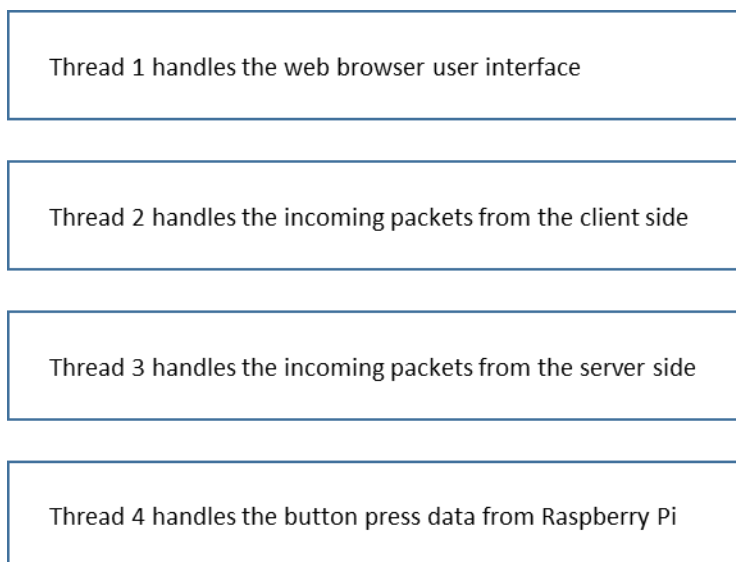 Thread 1 handles the web browser user interface
Thread 2 handles the incoming packets from the client side
Thread 3 handles the incoming packets from the server side
Thread 4 handles the button press data from Raspberry Pi